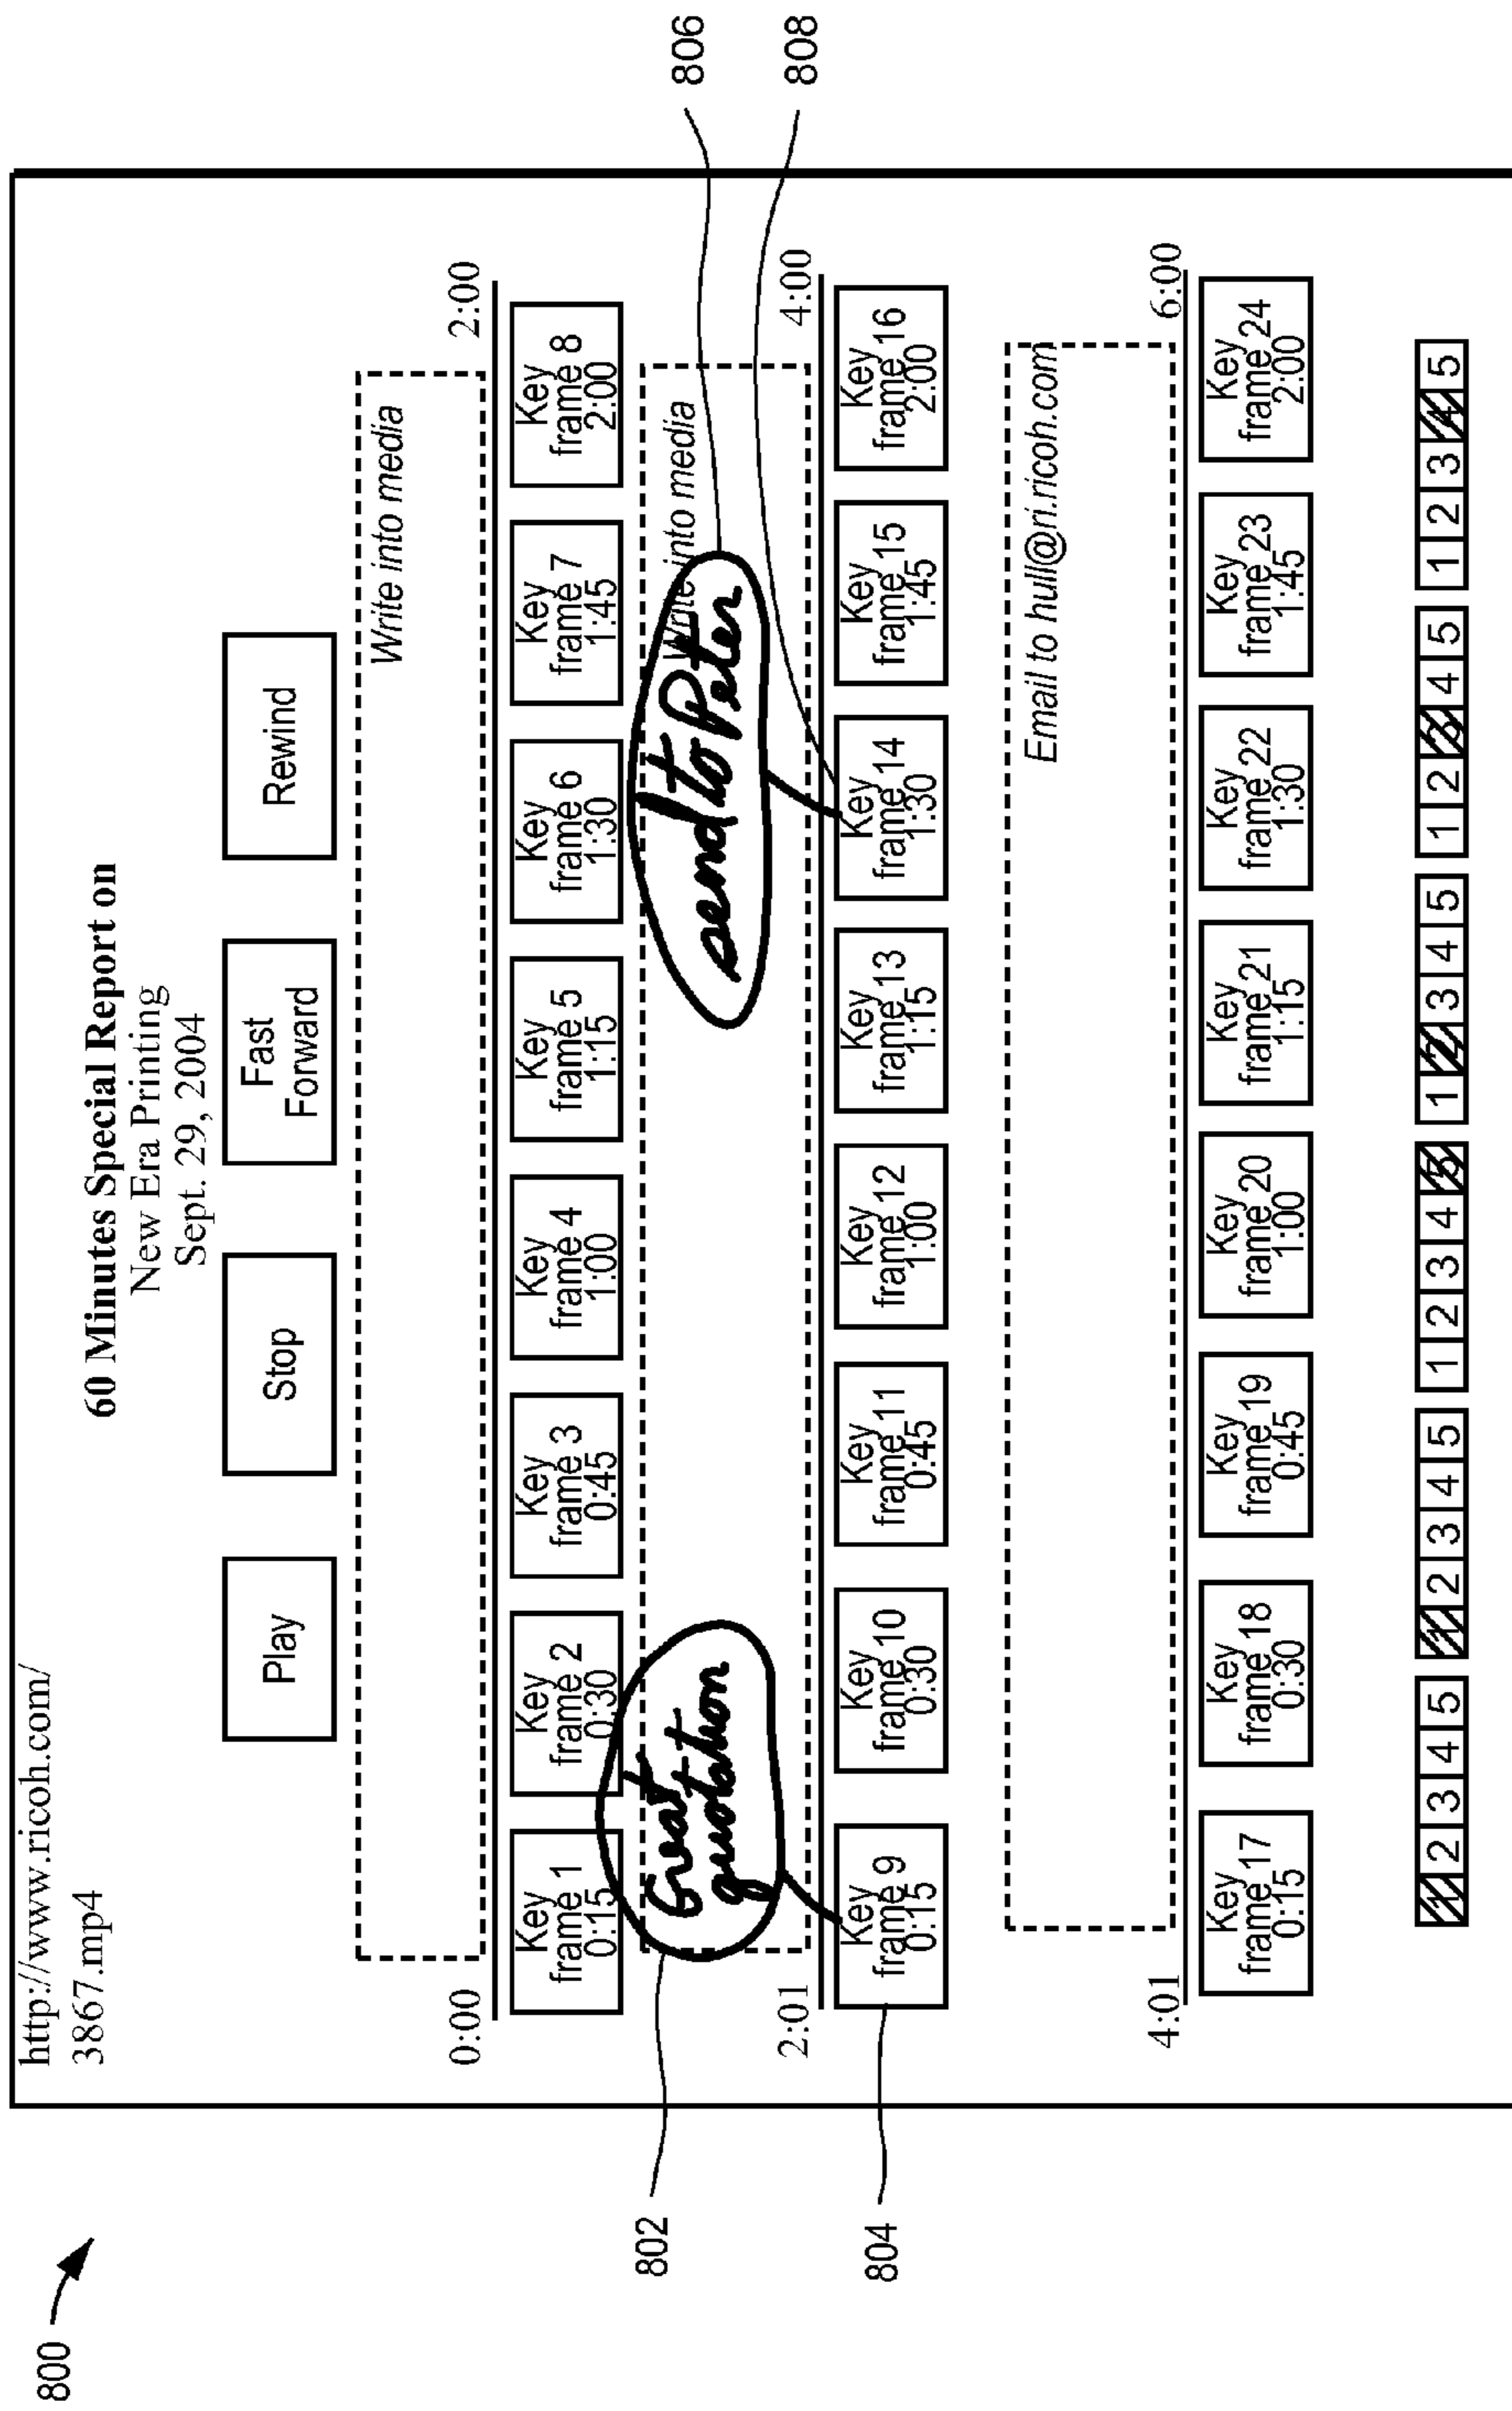 800
http://www.ricoh.com/
3867.mp4
60 Minutes Special Report on
New Era Printing
Sept. 29, 2004
Play
Stop
Fast
Forward
Rewind
Write into media
0:00
2:00
Key
frame 1
0:15
Key
frame 2
0:30
Key
frame 3
0:45
Key
frame 4
1:00
Key
frame 5
1:15
Key
frame 6
1:30
Key
frame 7
1:45
Key
frame 8
2:00
802
Great
quotation
send to Peter
Write into media
806
808
2:01
4:00
804
Key
frame 9
0:15
Key
frame 10
0:30
Key
frame 11
0:45
Key
frame 12
1:00
Key
frame 13
1:15
Key
frame 14
1:30
Key
frame 15
1:45
Key
frame 16
2:00
Email to hull@ri.ricoh.com
4:01
6:00
Key
frame 17
0:15
Key
frame 18
0:30
Key
frame 19
0:45
Key
frame 20
1:00
Key
frame 21
1:15
Key
frame 22
1:30
Key
frame 23
1:45
Key
frame 24
2:00
1 2 3 4 5 1 2 3 4 5 1 2 3 4 5 1 2 3 4 5 1 2 3 4 5 1 2 3 4 5